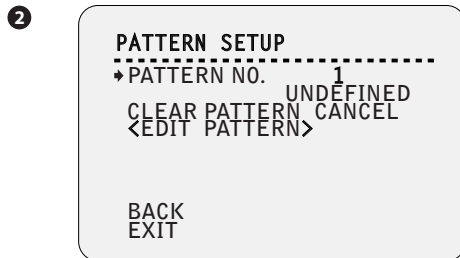 ❷
PATTERN SETUP
PATTERN NO. 1
UNDEFINED
CLEAR PATTERN CANCEL
<EDIT PATTERN>
BACK
EXIT